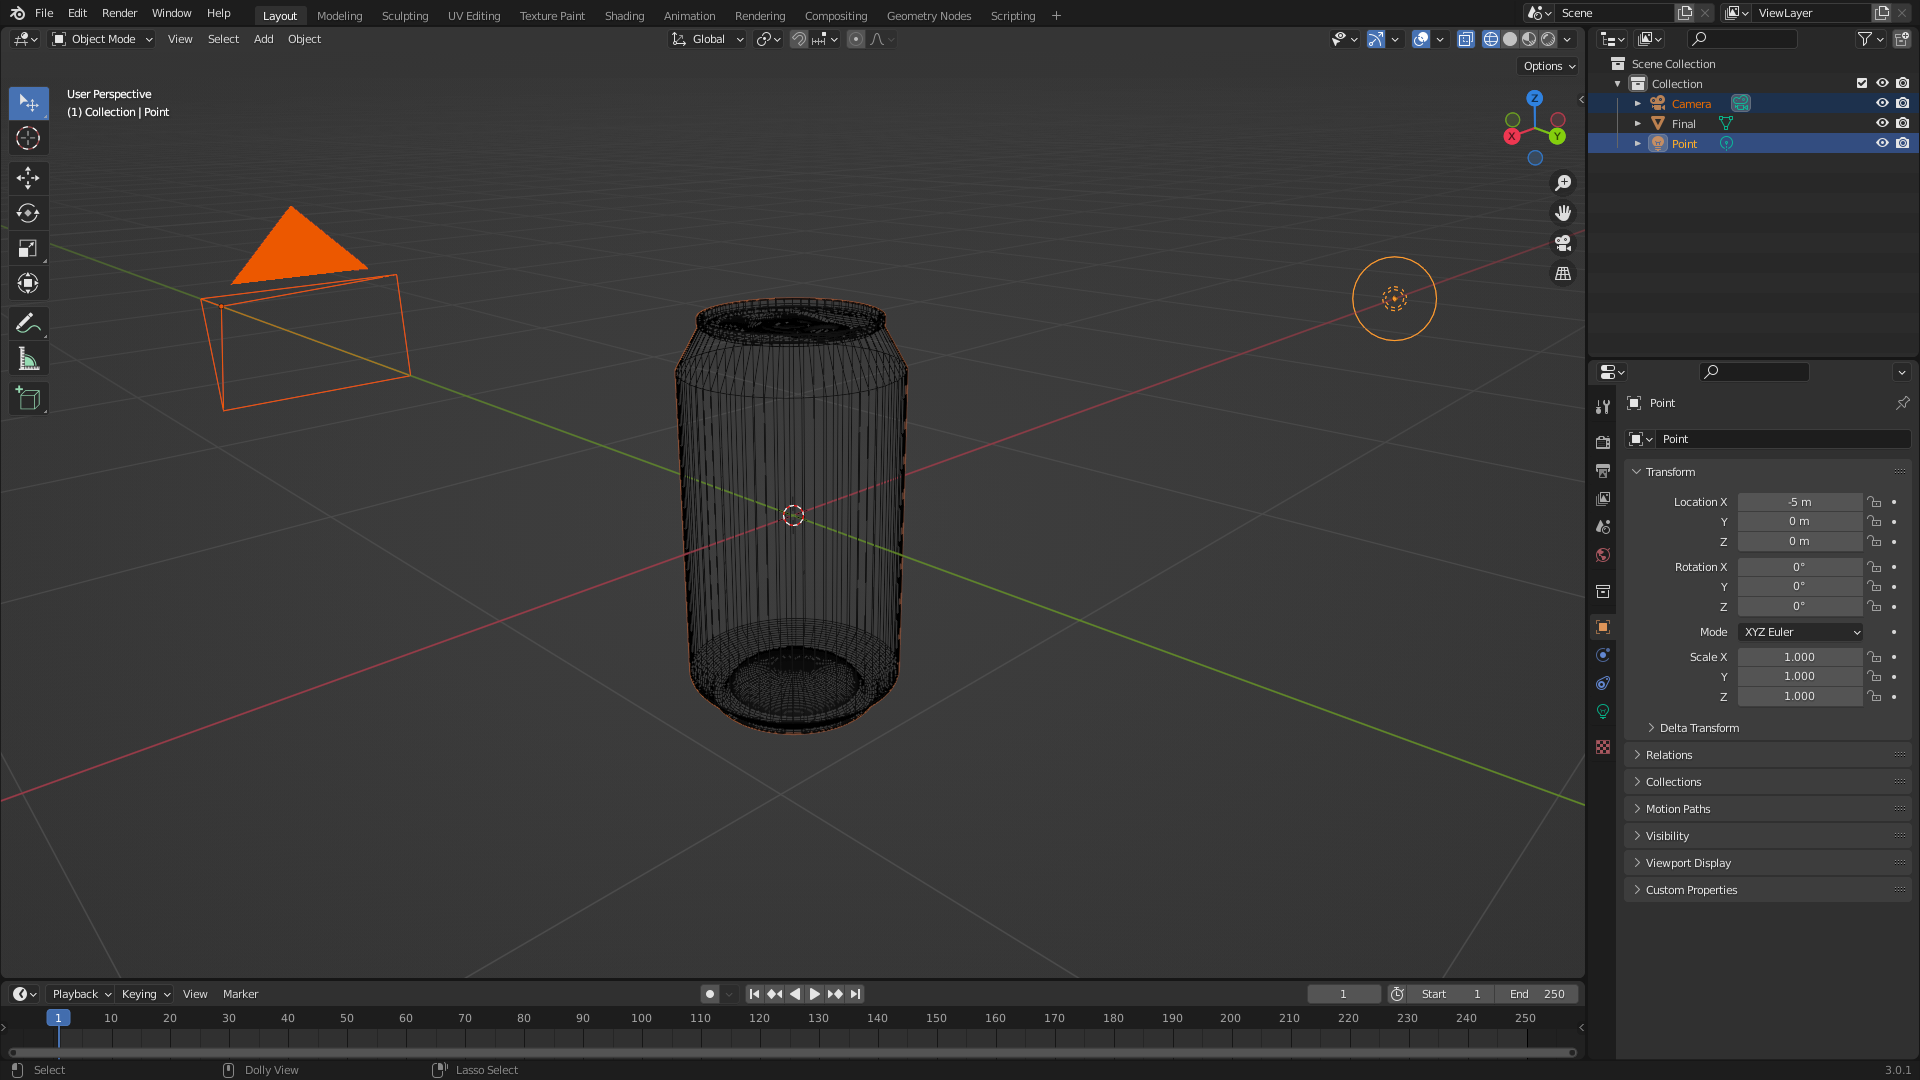 File Edit Render Window Help Layout Modeling Sculpting UV Editing Texture Paint Shading Animation Rendering Compositing Geometry Nodes Scripting + Scene ViewLayer
Object Mode View Select Add Object Global
Options
User Perspective
(1) Collection | Point
Z
X
Y
Scene Collection
Collection
Camera
Final
Point
Point
Point
Transform
Location X -5 m
Y 0 m
Z 0 m
Rotation X 0°
Y 0°
Z 0°
Mode XYZ Euler
Scale X 1.000
Y 1.000
Z 1.000
Delta Transform
Relations
Collections
Motion Paths
Visibility
Viewport Display
Custom Properties
Playback Keying View Marker 1 Start 1 End 250
1 10 20 30 40 50 60 70 80 90 100 110 120 130 140 150 160 170 180 190 200 210 220 230 240 250
Select Dolly View Lasso Select 3.0.1